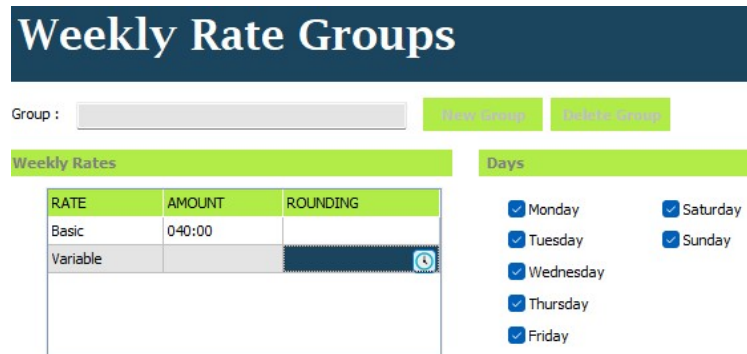 Weekly Rate Groups
Group :
New Group Delete Group
Weekly Rates
RATE AMOUNT ROUNDING
Basic 040:00
Variable
Days
Monday Saturday
Tuesday Sunday
Wednesday
Thursday
Friday